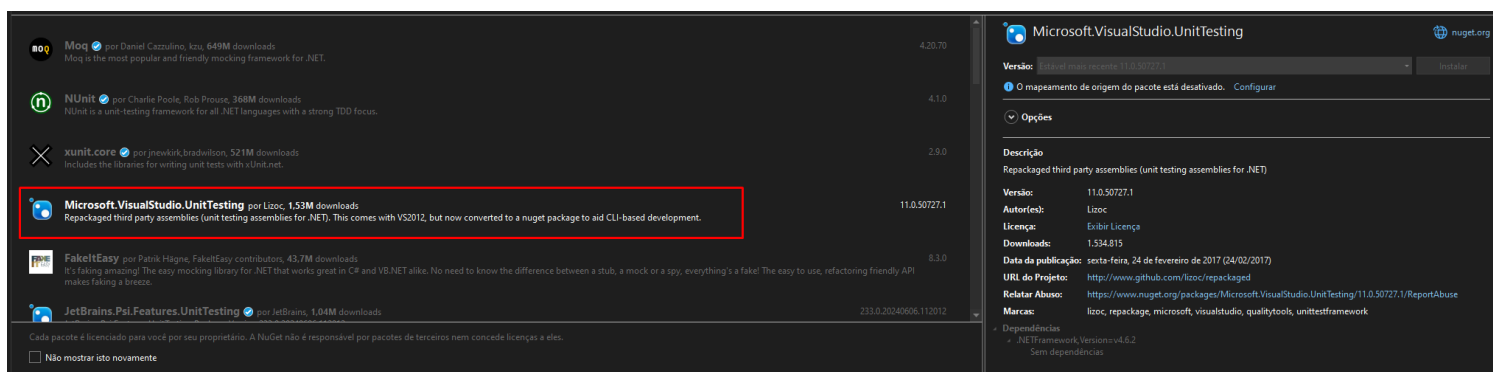 Moq por Daniel Cazzulino, kzu, 649M downloads
4.20.70
Moq is the most popular and friendly mocking framework for .NET.
NUnit por Charlie Poole, Rob Prouse, 368M downloads
4.1.0
NUnit is a unit-testing framework for all .NET languages with a strong TDD focus.
xunit.core por jnewkirk,bradwilson, 521M downloads
2.9.0
Includes the libraries for writing unit tests with xUnit.net.
Microsoft.VisualStudio.UnitTesting por Lizoc, 1,53M downloads
11.0.50727.1
Repackaged third party assemblies (unit testing assemblies for .NET). This comes with VS2012, but now converted to a nuget package to aid CLI-based development.
FakeItEasy por Patrik Hägne, FakeItEasy contributors, 43,7M downloads
8.3.0
It's faking amazing! The easy mocking library for .NET that works great in C# and VB.NET alike. No need to know the difference between a stub, a mock or a spy, everything's a fake! The easy to use, refactoring friendly API
makes faking a breeze.
JetBrains.Psi.Features.UnitTesting por JetBrains, 1,04M downloads
233.0.20240606.112012
Cada pacote é licenciado para você por seu proprietário. A NuGet não é responsável por pacotes de terceiros nem concede licenças a eles.
Não mostrar isto novamente
Microsoft.VisualStudio.UnitTesting
nuget.org
Versão: Estável mais recente 11.0.50727.1
Instalar
O mapeamento de origem do pacote está desativado. Configurar
Opções
Descrição
Repackaged third party assemblies (unit testing assemblies for .NET)
Versão: 11.0.50727.1
Autor(es): Lizoc
Licença: Exibir Licença
Downloads: 1.534.815
Data da publicação: sexta-feira, 24 de fevereiro de 2017 (24/02/2017)
URL do Projeto: http://www.github.com/lizoc/repackaged
Relatar Abuso: https://www.nuget.org/packages/Microsoft.VisualStudio.UnitTesting/11.0.50727.1/ReportAbuse
Marcas: lizoc, repackage, microsoft, visualstudio, qualitytools, unittestframework
Dependências
.NETFramework,Version=v4.6.2
Sem dependências